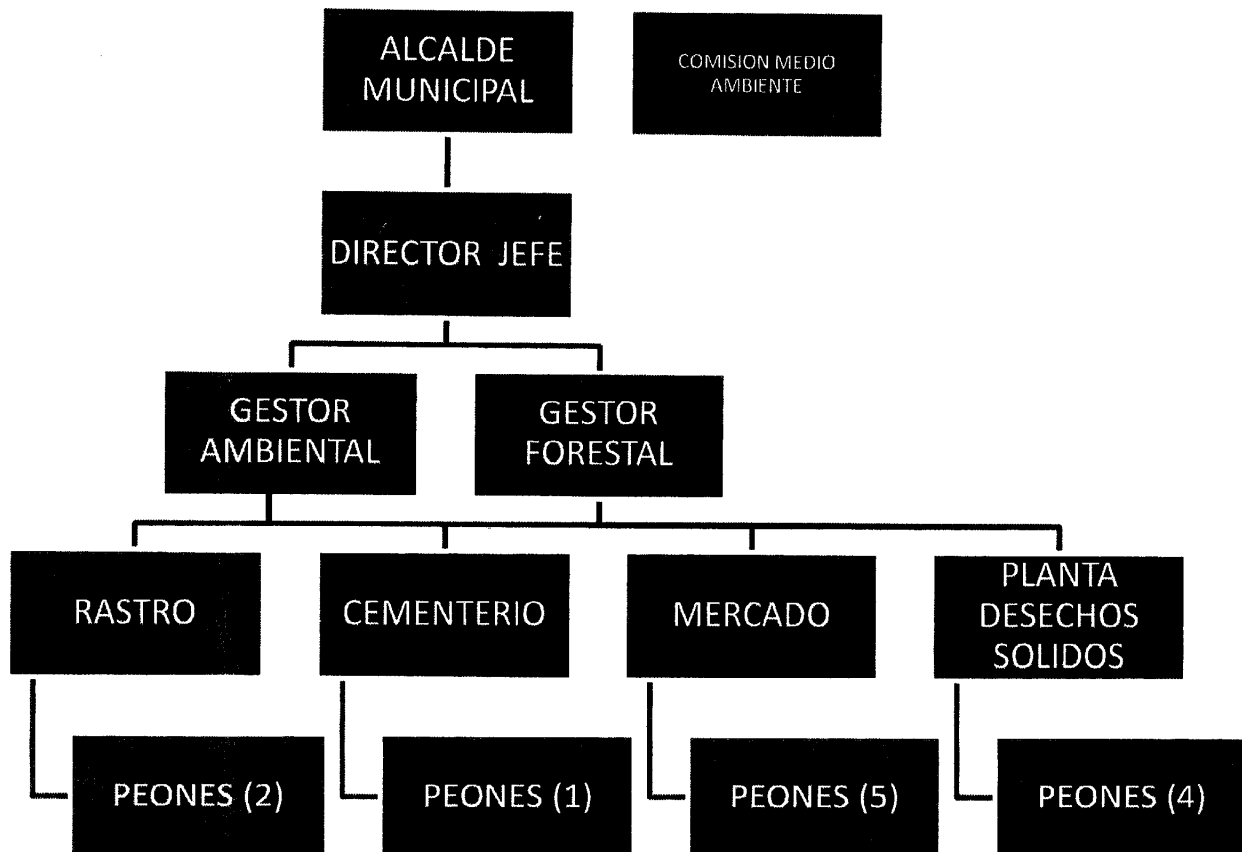 ALCALDE
MUNICIPAL
COMISION MEDIO
AMBIENTE
DIRECTOR JEFE
GESTOR
AMBIENTAL
GESTOR
FORESTAL
RASTRO
CEMENTERIO
MERCADO
PLANTA
DESECHOS
SOLIDOS
PEONES (2)
PEONES (1)
PEONES (5)
PEONES (4)